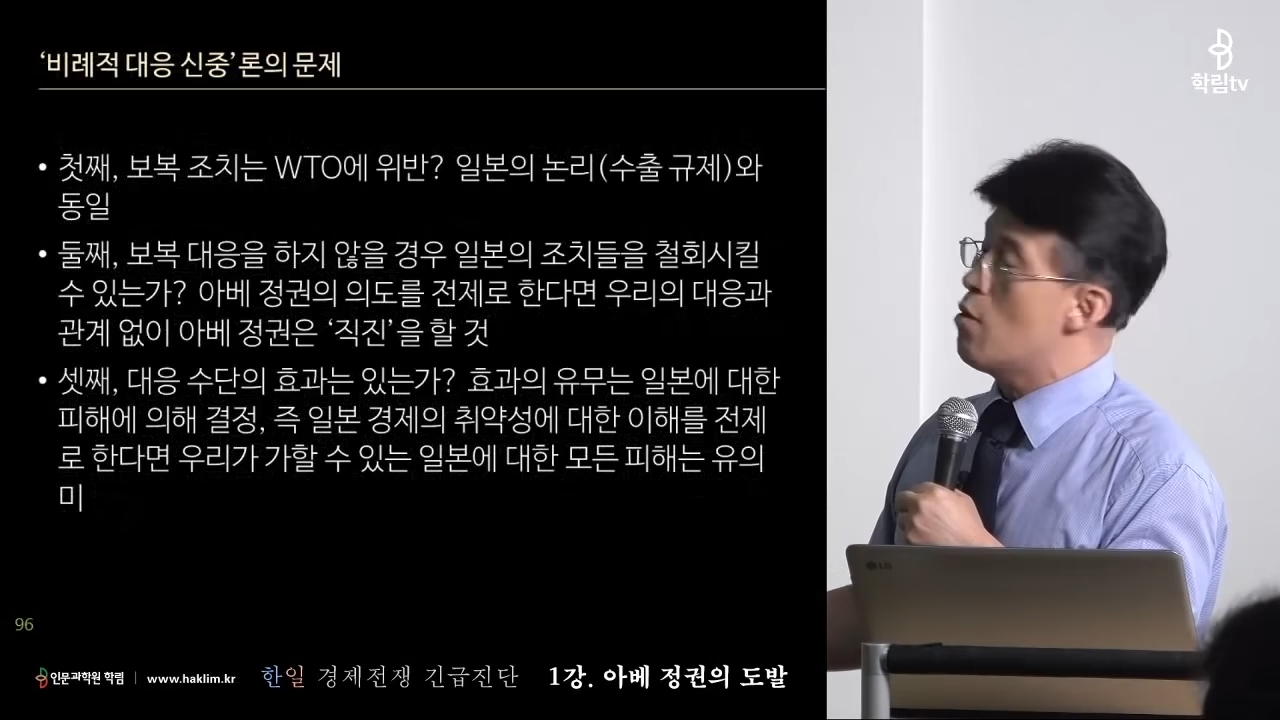 ‘비례적 대응 신중’ 론의 문제
• 첫째, 보복 조치는 WTO에 위반? 일본의 논리(수출 규제)와
동일
• 둘째, 보복 대응을 하지 않을 경우 일본의 조치들을 철회시킬
수 있는가? 아베 정권의 의도를 전제로 한다면 우리의 대응과
관계 없이 아베 정권은 ‘직진’을 할 것
• 셋째, 대응 수단의 효과는 있는가? 효과의 유무는 일본에 대한
피해에 의해 결정, 즉 일본 경제의 취약성에 대한 이해를 전제
로 한다면 우리가 가할 수 있는 일본에 대한 모든 피해는 유의
미
96
인문과학원 학림 | www.haklim.kr 한일 경제전쟁 긴급진단 1강. 아베 정권의 도발
학림tv
LG